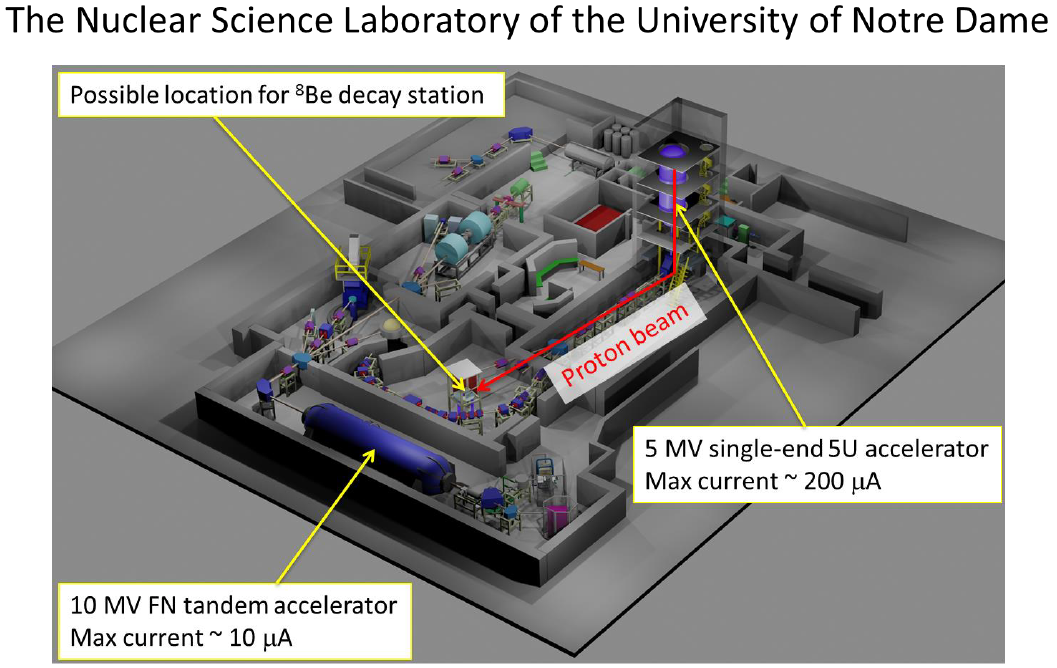 The Nuclear Science Laboratory of the University of Notre Dame
Possible location for ⁸Be decay station
Proton beam
5 MV single-end 5U accelerator
Max current ~ 200 μA
10 MV FN tandem accelerator
Max current ~ 10 μA